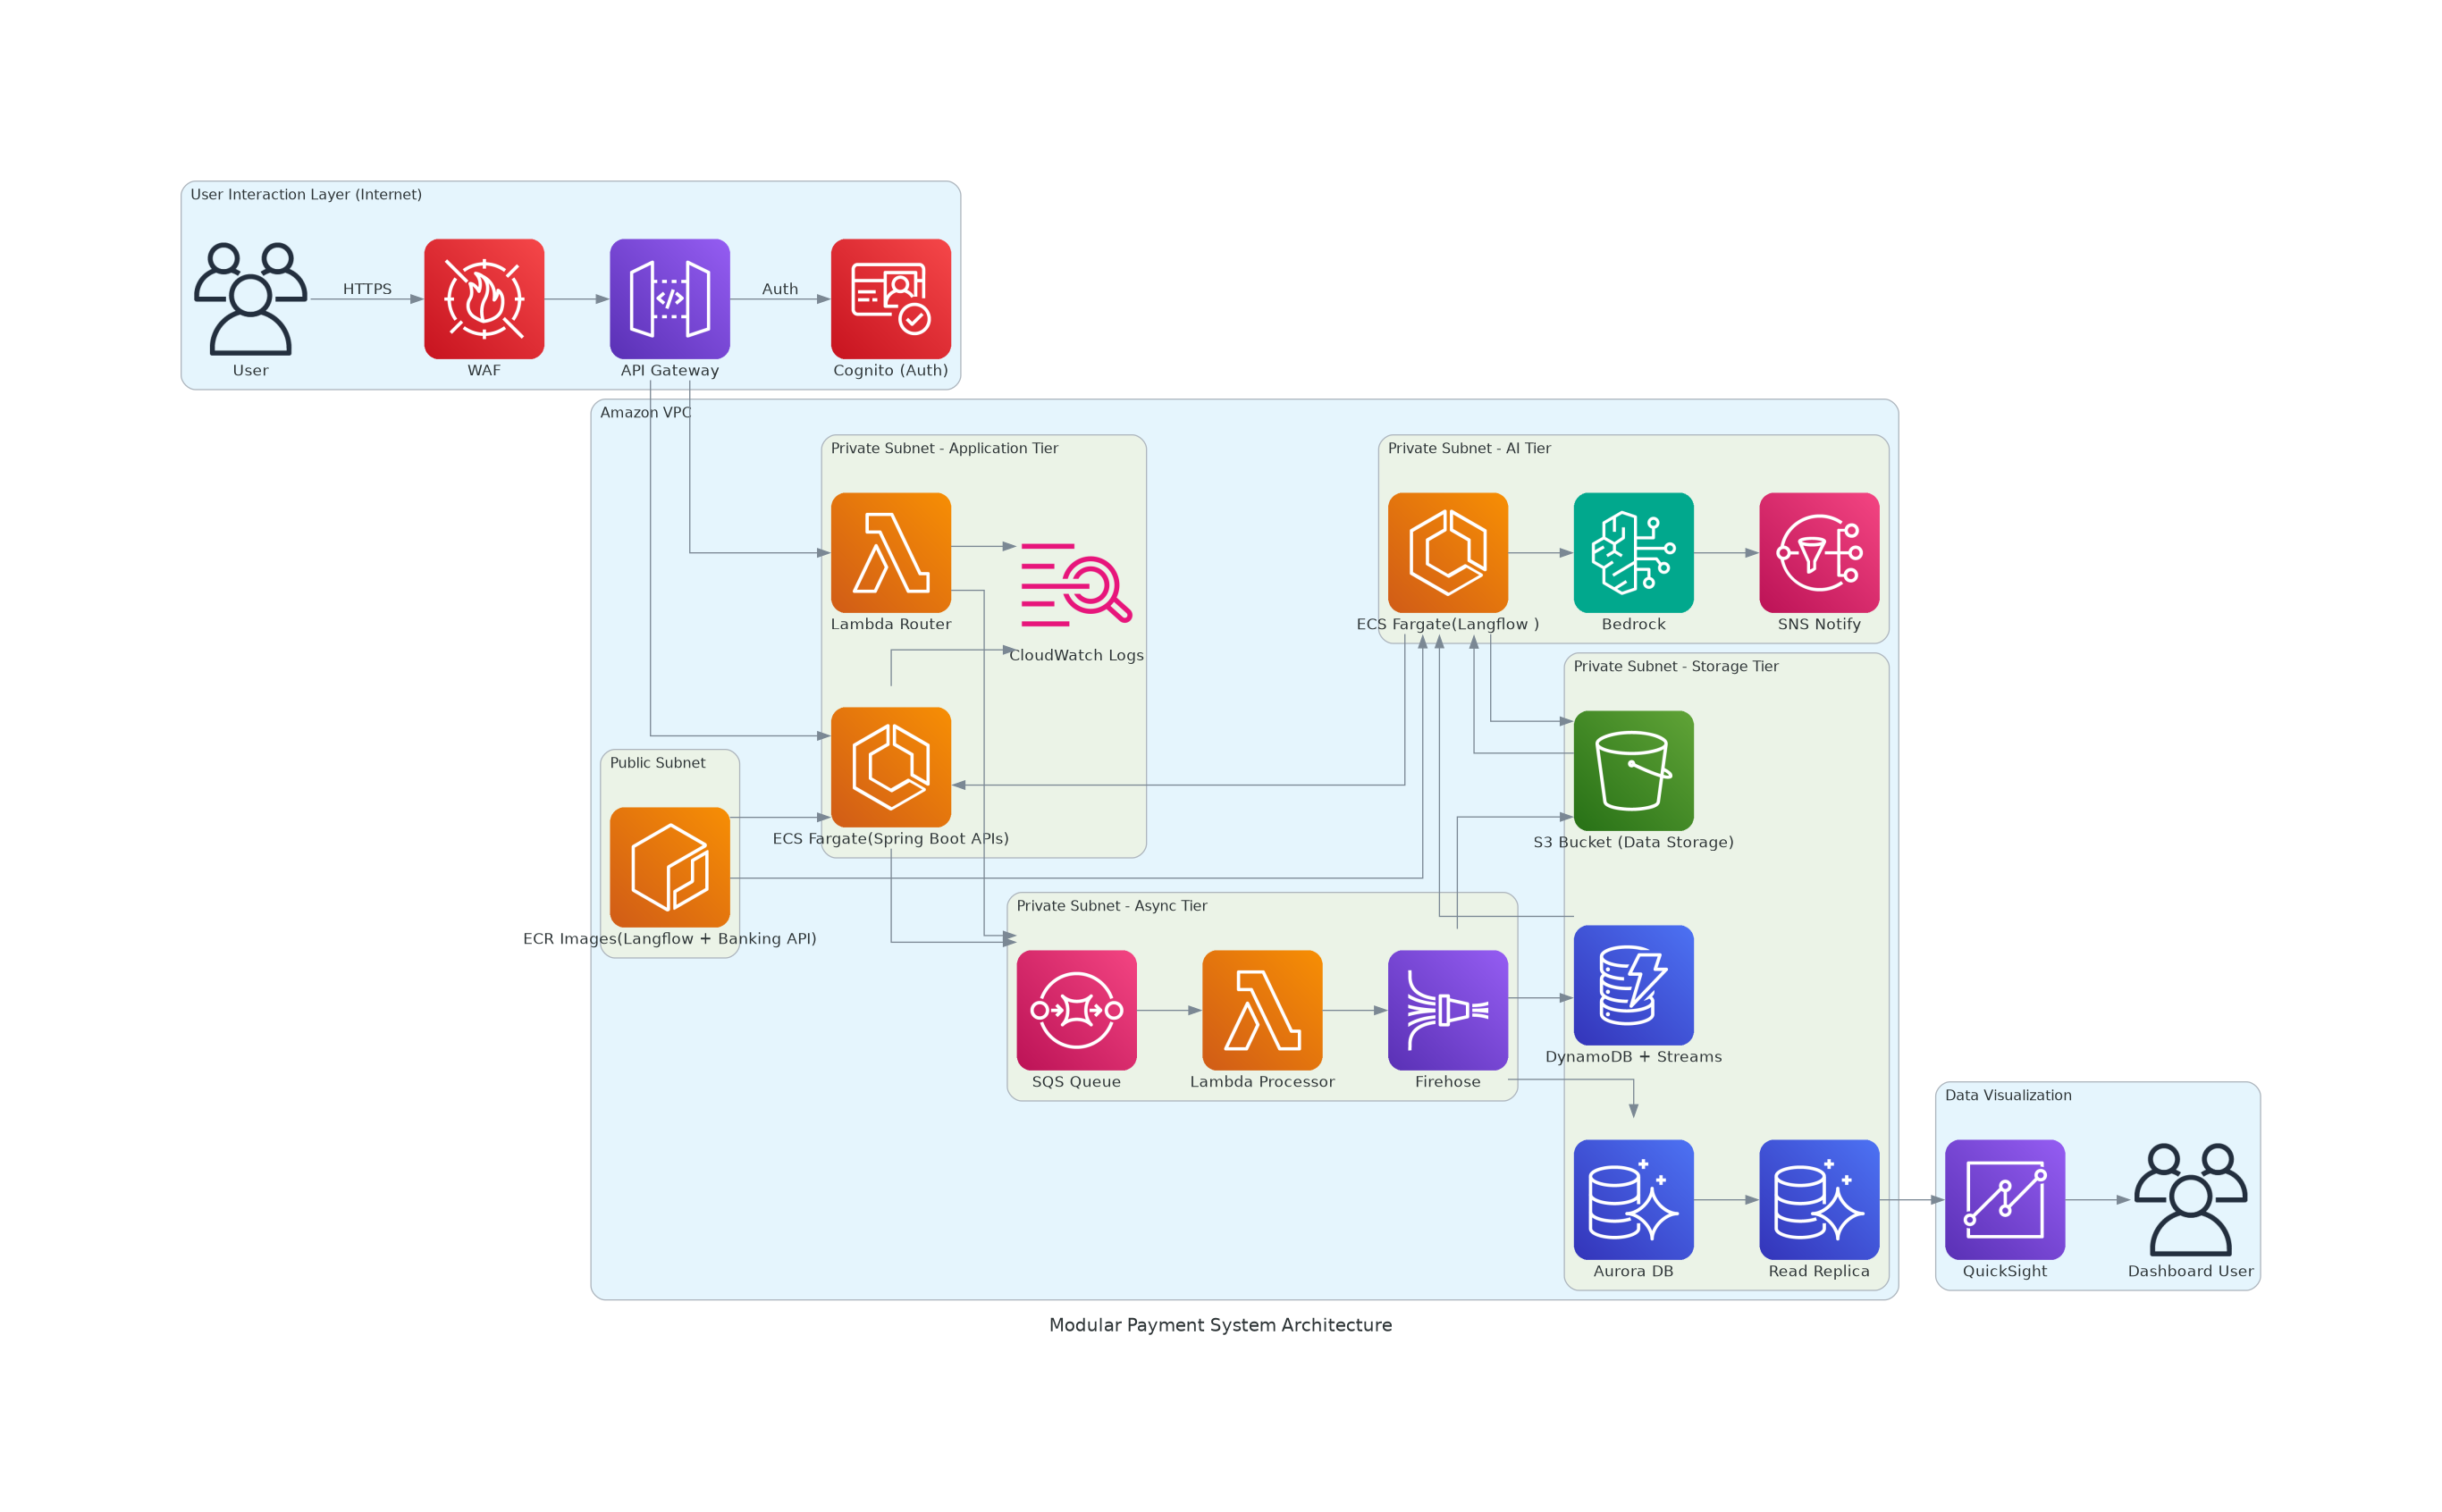 User Interaction Layer (Internet)
HTTPS
Auth
User
WAF
API Gateway
Cognito (Auth)
Amazon VPC
Private Subnet - Application Tier
Lambda Router
CloudWatch Logs
ECS Fargate(Spring Boot APIs)
Private Subnet - AI Tier
ECS Fargate(Langflow )
Bedrock
SNS Notify
Public Subnet
ECR Images(Langflow + Banking API)
Private Subnet - Storage Tier
S3 Bucket (Data Storage)
DynamoDB + Streams
Aurora DB
Read Replica
Private Subnet - Async Tier
SQS Queue
Lambda Processor
Firehose
Data Visualization
QuickSight
Dashboard User
Modular Payment System Architecture